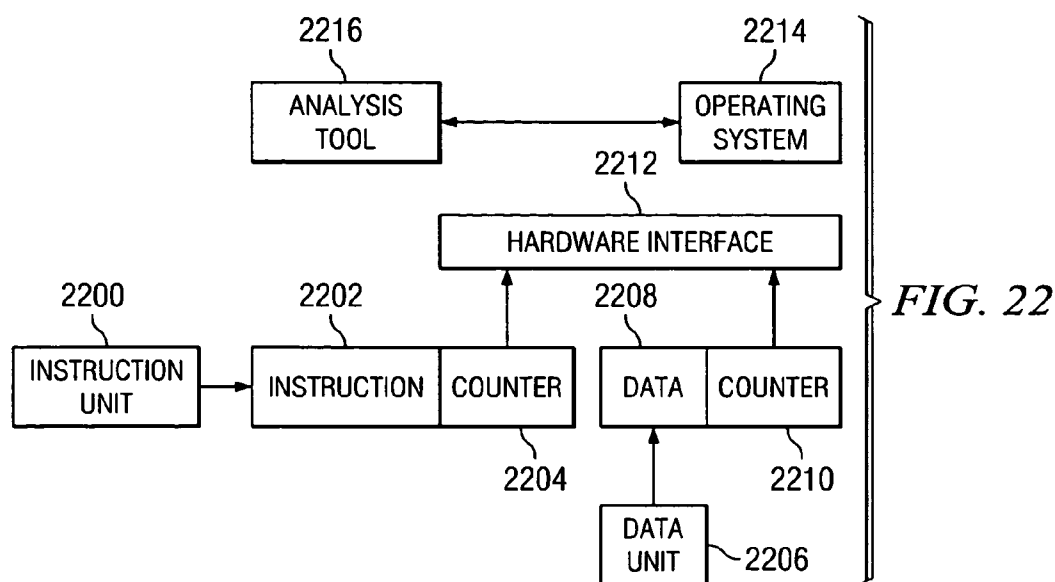 2216
2214
ANALYSIS
TOOL
OPERATING
SYSTEM
2212
HARDWARE INTERFACE
2200
2202
2208
FIG. 22
INSTRUCTION
UNIT
INSTRUCTION
COUNTER
DATA
COUNTER
2204
2210
DATA
UNIT
2206